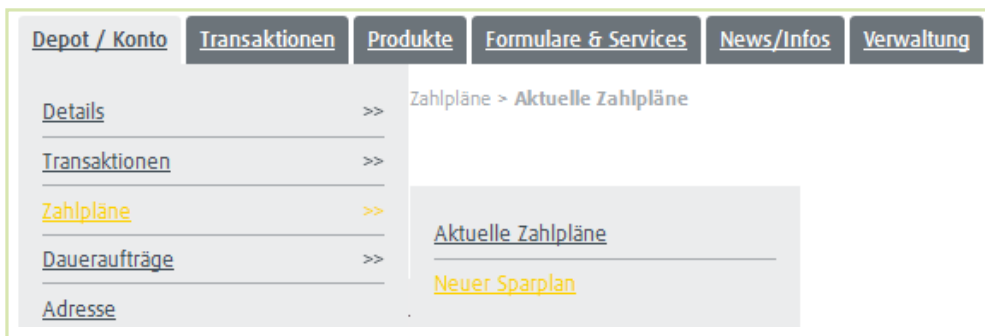 Depot / Konto Transaktionen Produkte Formulare & Services News/Infos Verwaltung
Zahlpläne > Aktuelle Zahlpläne
Details >>
Transaktionen >>
Zahlpläne >>
Aktuelle Zahlpläne
Daueraufträge >>
Neuer Sparplan
Adresse